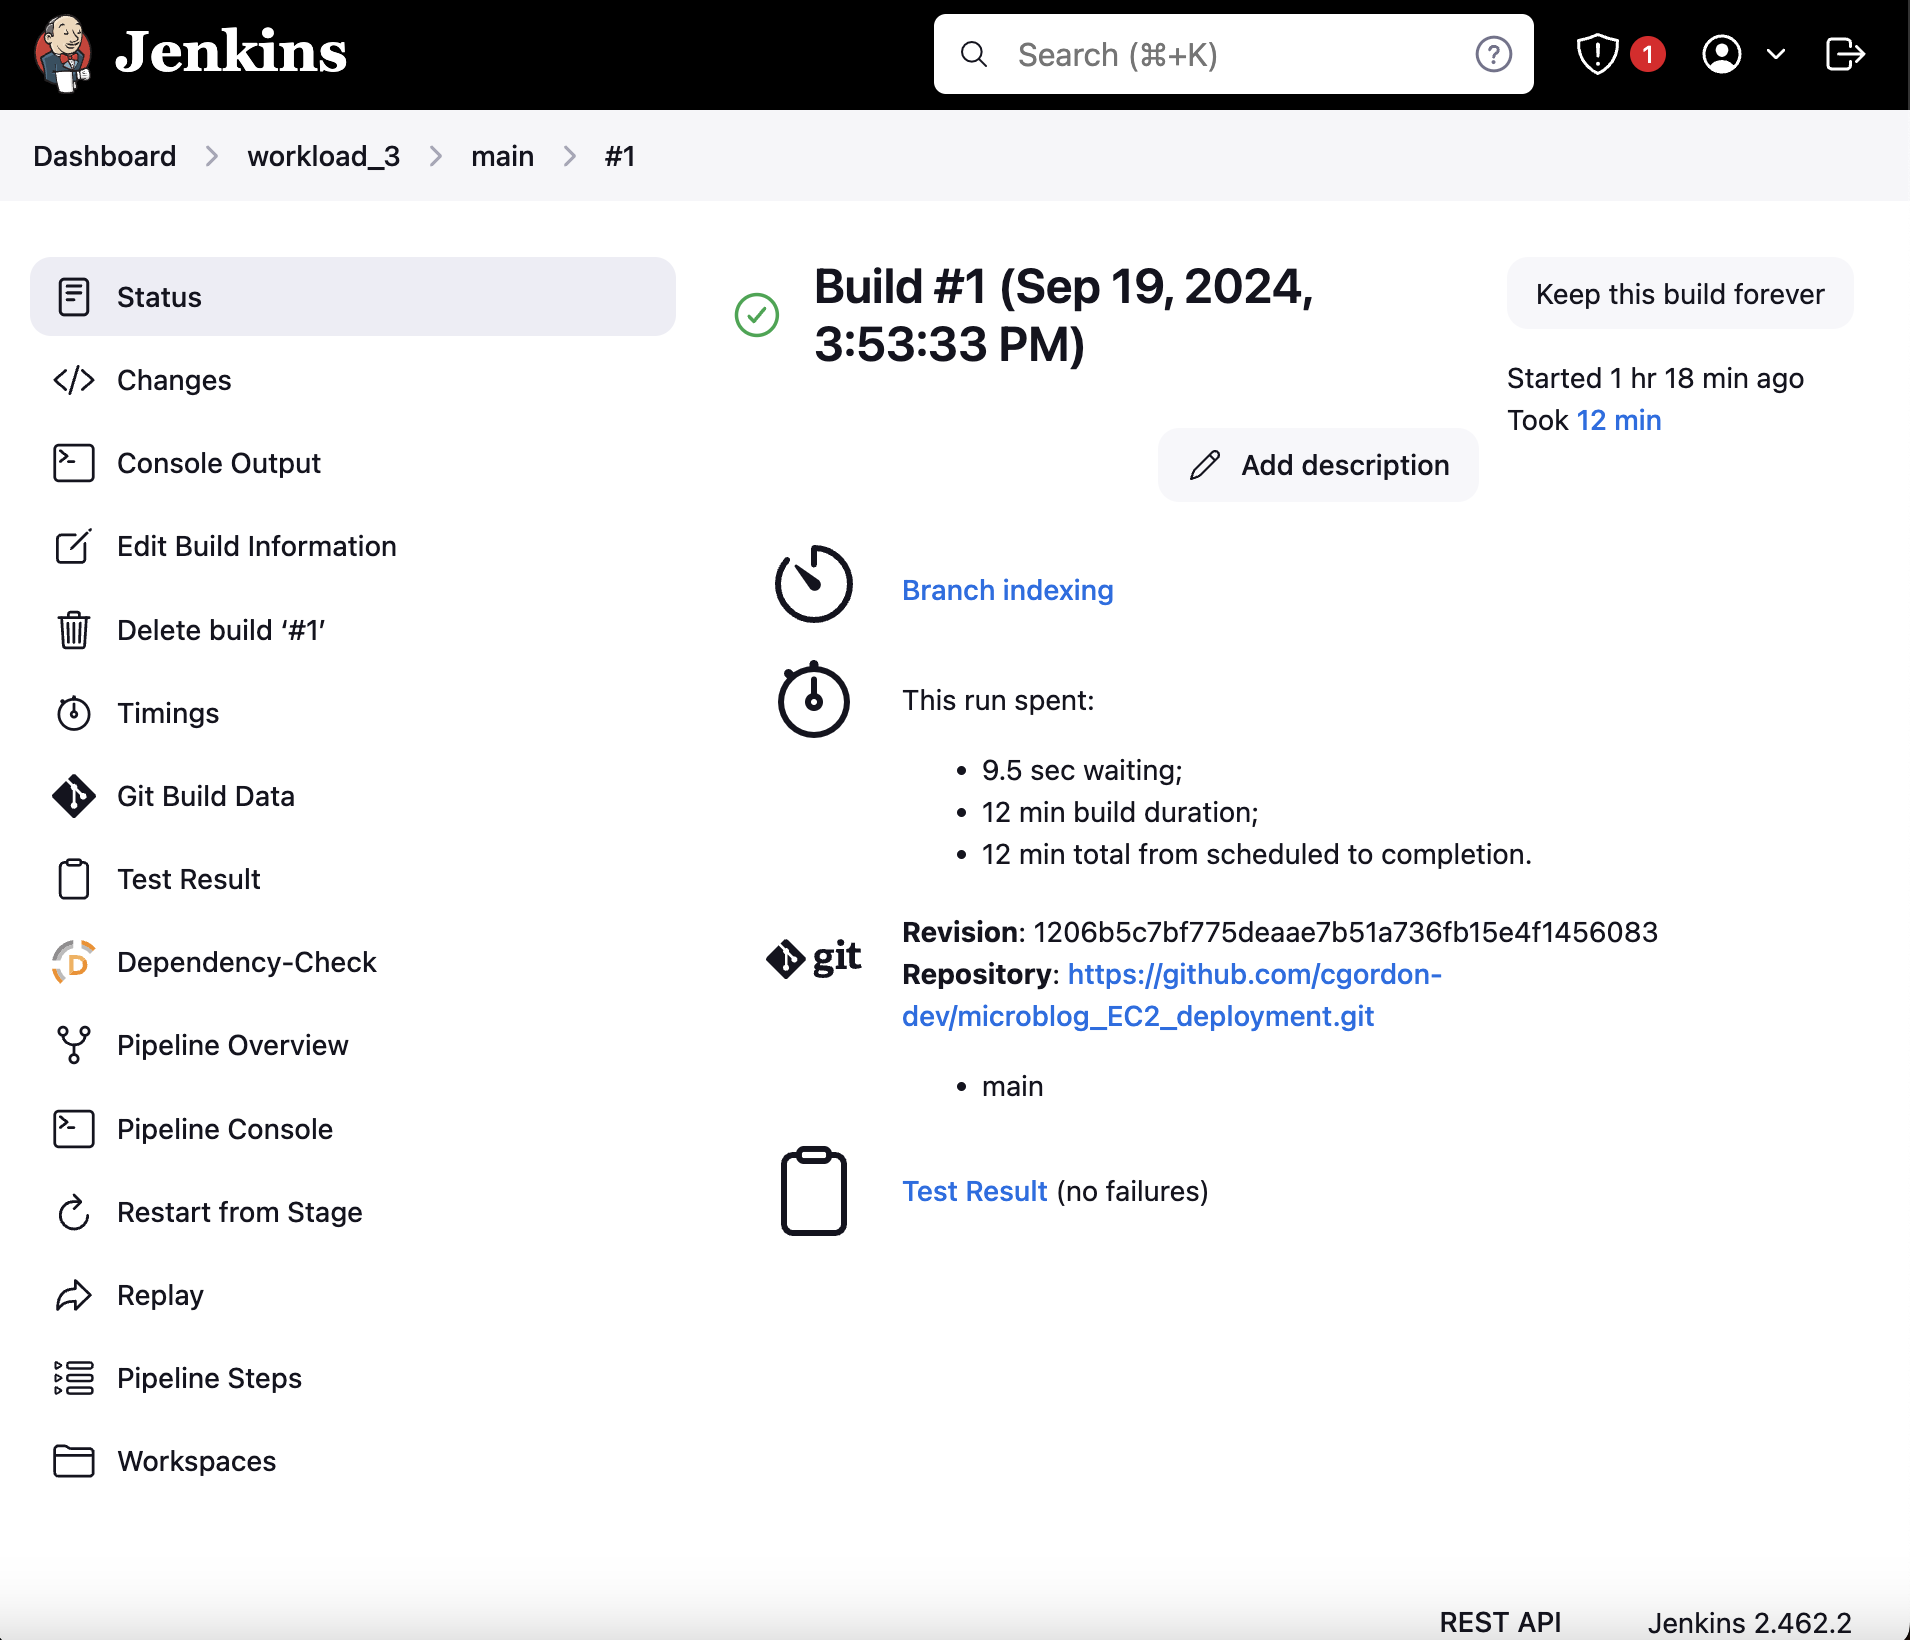 Jenkins
Search (⌘+K)
1
Dashboard > workload_3 > main > #1
Status
Changes
Console Output
Edit Build Information
Delete build ‘#1’
Timings
Git Build Data
Test Result
Dependency-Check
Pipeline Overview
Pipeline Console
Restart from Stage
Replay
Pipeline Steps
Workspaces
Build #1 (Sep 19, 2024,
3:53:33 PM)
Keep this build forever
Started 1 hr 18 min ago
Took 12 min
Add description
Branch indexing
This run spent:
• 9.5 sec waiting;
• 12 min build duration;
• 12 min total from scheduled to completion.
git
Revision: 1206b5c7bf775deaae7b51a736fb15e4f1456083
Repository: https://github.com/cgordon-
dev/microblog_EC2_deployment.git
• main
Test Result (no failures)
REST API
Jenkins 2.462.2